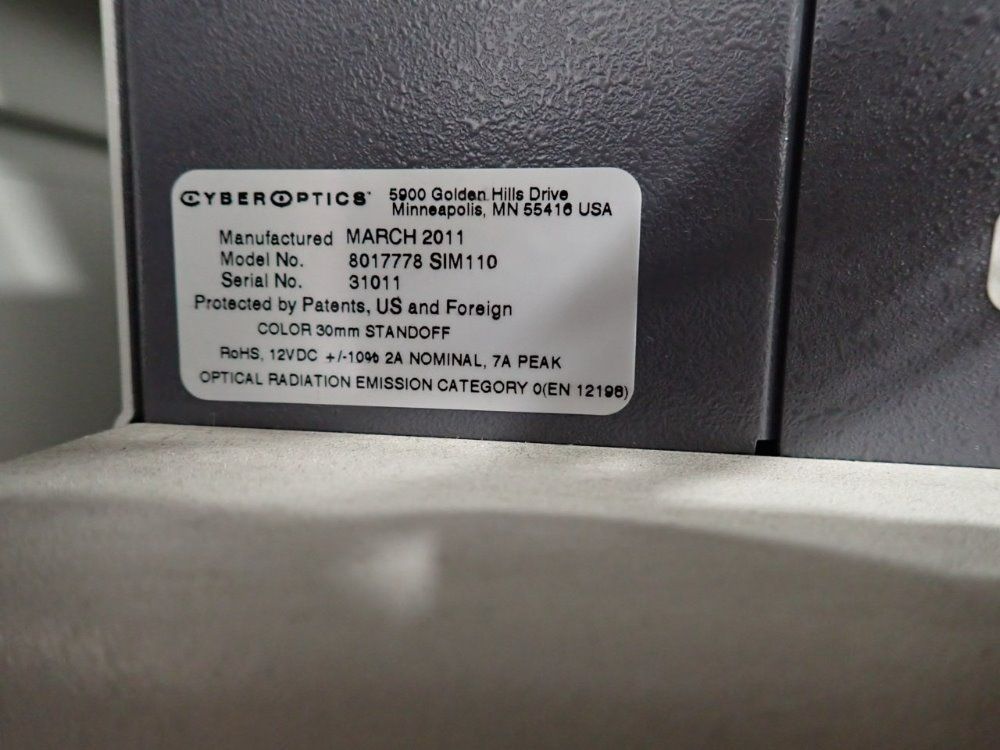 CYBEROPTICS™ 5900 Golden Hills Drive
Minneapolis, MN 55416 USA
Manufactured MARCH 2011
Model No. 8017778 SIM110
Serial No. 31011
Protected by Patents, US and Foreign
COLOR 30mm STANDOFF
RoHS, 12VDC +/-10% 2A NOMINAL, 7A PEAK
OPTICAL RADIATION EMISSION CATEGORY 0(EN 12198)